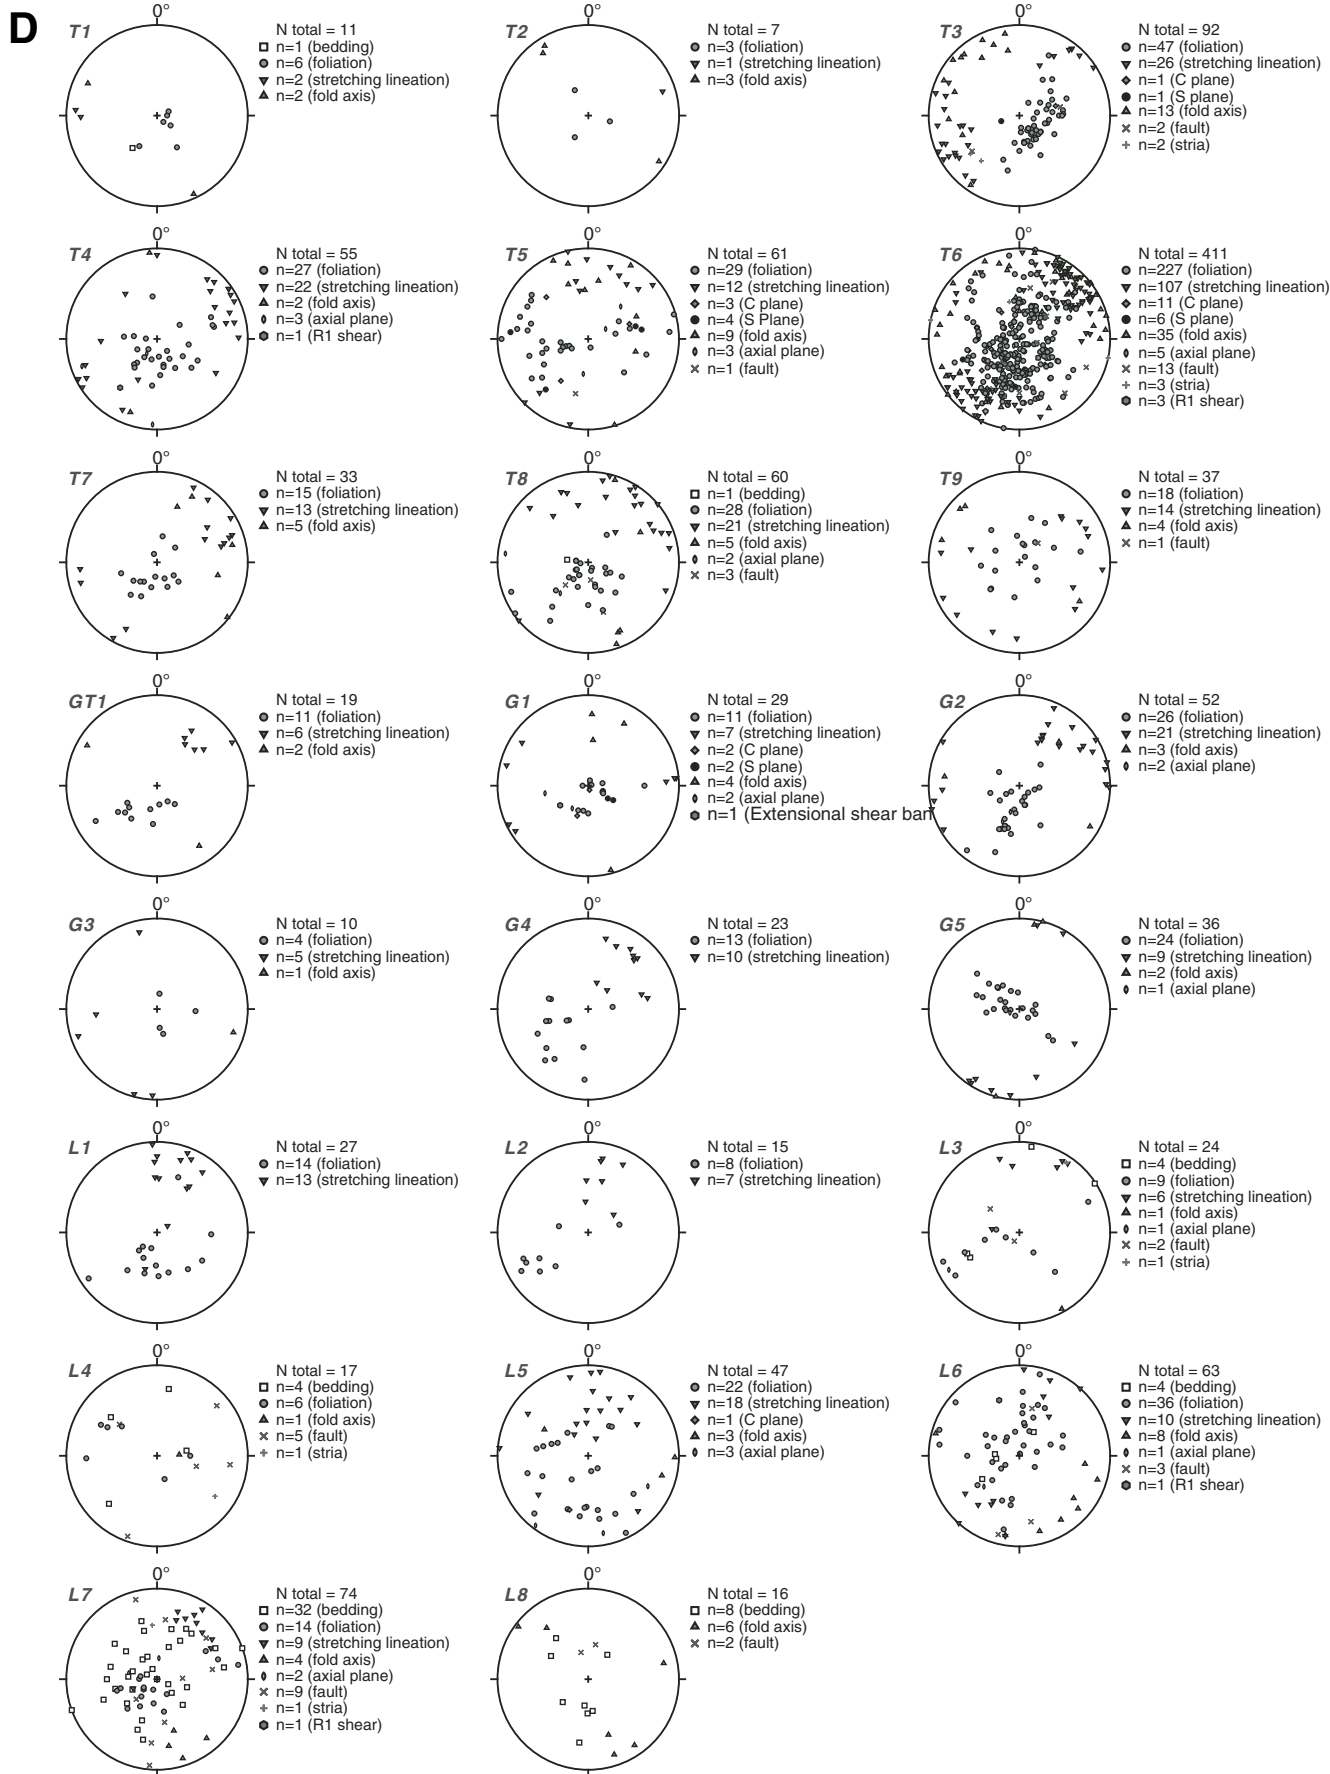 D
0°
T1
N total = 11
n=1 (bedding)
n=6 (foliation)
n=2 (stretching lineation)
n=2 (fold axis)
0°
T2
N total = 7
n=3 (foliation)
n=1 (stretching lineation)
n=3 (fold axis)
0°
T3
N total = 92
n=47 (foliation)
n=26 (stretching lineation)
n=1 (C plane)
n=1 (S plane)
n=13 (fold axis)
n=2 (fault)
n=2 (stria)
0°
T4
N total = 55
n=27 (foliation)
n=22 (stretching lineation)
n=2 (fold axis)
n=3 (axial plane)
n=1 (R1 shear)
0°
T5
N total = 61
n=29 (foliation)
n=12 (stretching lineation)
n=3 (C plane)
n=4 (S Plane)
n=9 (fold axis)
n=3 (axial plane)
n=1 (fault)
0°
T6
N total = 411
n=227 (foliation)
n=107 (stretching lineation)
n=11 (C plane)
n=6 (S plane)
n=35 (fold axis)
n=5 (axial plane)
n=13 (fault)
n=3 (stria)
n=3 (R1 shear)
0°
T7
N total = 33
n=15 (foliation)
n=13 (stretching lineation)
n=5 (fold axis)
0°
T8
N total = 60
n=1 (bedding)
n=28 (foliation)
n=21 (stretching lineation)
n=5 (fold axis)
n=2 (axial plane)
n=3 (fault)
0°
T9
N total = 37
n=18 (foliation)
n=14 (stretching lineation)
n=4 (fold axis)
n=1 (fault)
0°
GT1
N total = 19
n=11 (foliation)
n=6 (stretching lineation)
n=2 (fold axis)
0°
G1
N total = 29
n=11 (foliation)
n=7 (stretching lineation)
n=2 (C plane)
n=2 (S plane)
n=4 (fold axis)
n=2 (axial plane)
n=1 (Extensional shear ban
0°
G2
N total = 52
n=26 (foliation)
n=21 (stretching lineation)
n=3 (fold axis)
n=2 (axial plane)
0°
G3
N total = 10
n=4 (foliation)
n=5 (stretching lineation)
n=1 (fold axis)
0°
G4
N total = 23
n=13 (foliation)
n=10 (stretching lineation)
0°
G5
N total = 36
n=24 (foliation)
n=9 (stretching lineation)
n=2 (fold axis)
n=1 (axial plane)
0°
L1
N total = 27
n=14 (foliation)
n=13 (stretching lineation)
0°
L2
N total = 15
n=8 (foliation)
n=7 (stretching lineation)
0°
L3
N total = 24
n=4 (bedding)
n=9 (foliation)
n=6 (stretching lineation)
n=1 (fold axis)
n=1 (axial plane)
n=2 (fault)
n=1 (stria)
0°
L4
N total = 17
n=4 (bedding)
n=6 (foliation)
n=1 (fold axis)
n=5 (fault)
n=1 (stria)
0°
L5
N total = 47
n=22 (foliation)
n=18 (stretching lineation)
n=1 (C plane)
n=3 (fold axis)
n=3 (axial plane)
0°
L6
N total = 63
n=4 (bedding)
n=36 (foliation)
n=10 (stretching lineation)
n=8 (fold axis)
n=1 (axial plane)
n=3 (fault)
n=1 (R1 shear)
0°
L7
N total = 74
n=32 (bedding)
n=14 (foliation)
n=9 (stretching lineation)
n=4 (fold axis)
n=2 (axial plane)
n=9 (fault)
n=1 (stria)
n=1 (R1 shear)
0°
L8
N total = 16
n=8 (bedding)
n=6 (fold axis)
n=2 (fault)